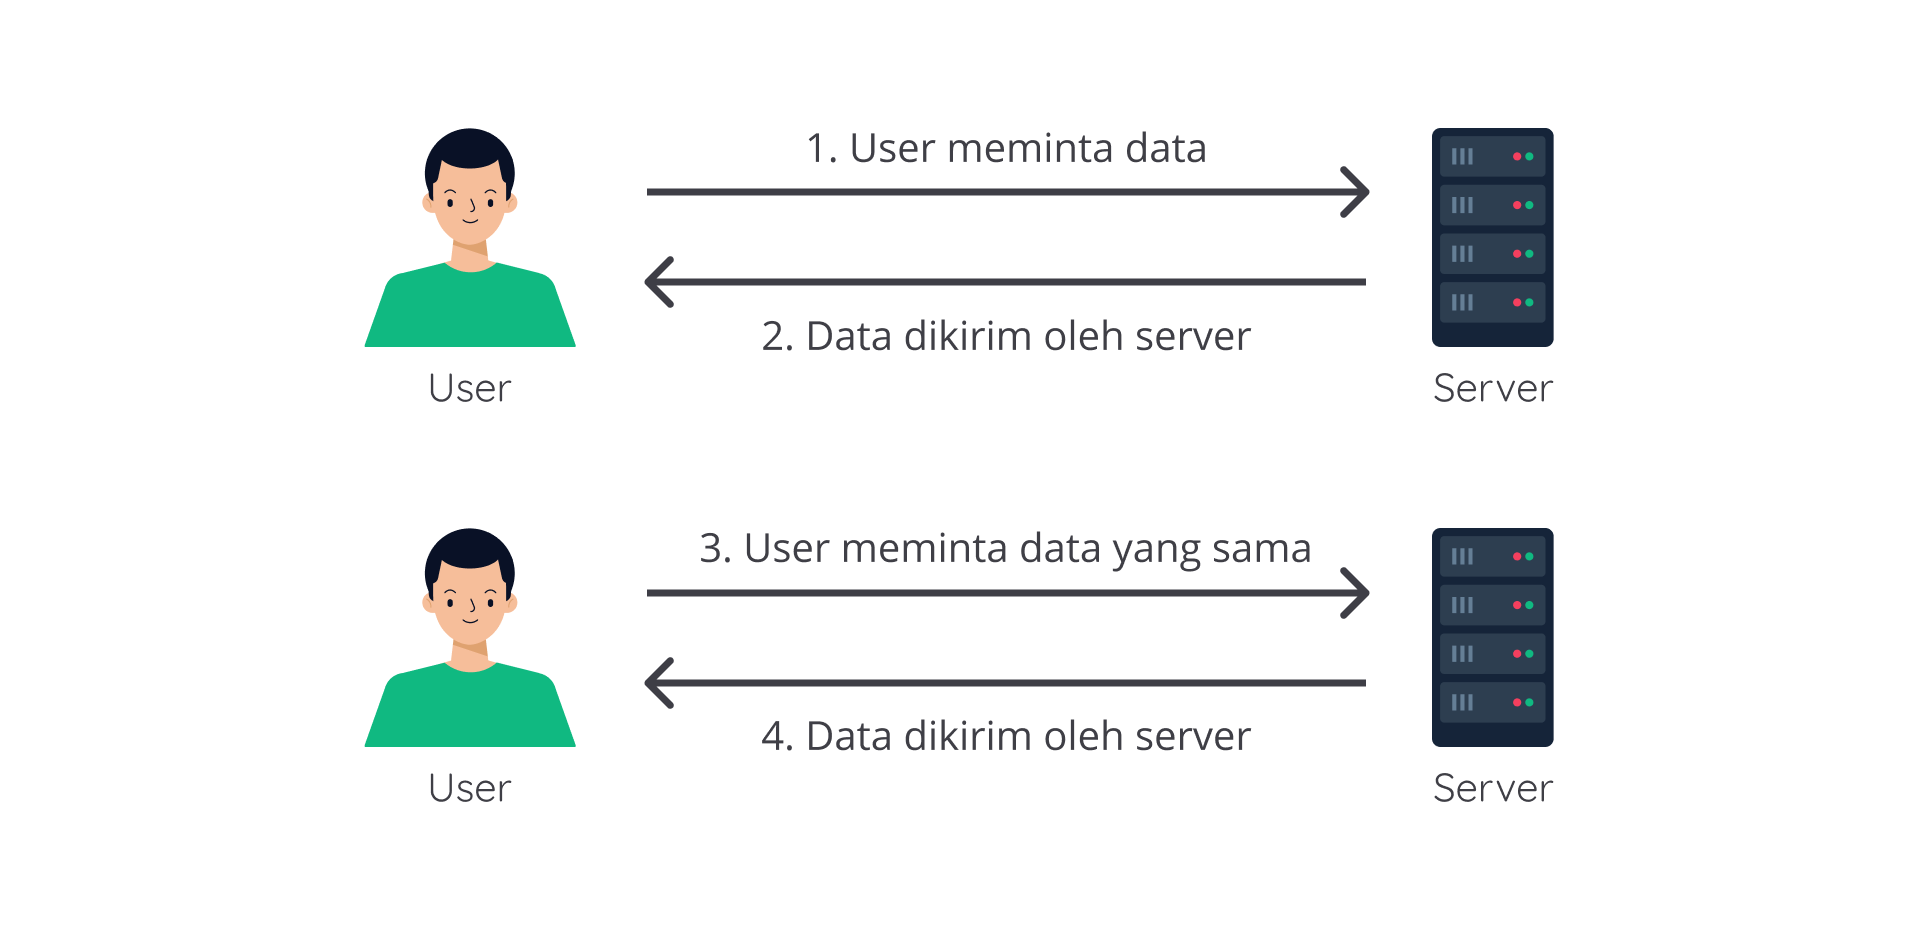 1. User meminta data
2. Data dikirim oleh server
User
Server
3. User meminta data yang sama
4. Data dikirim oleh server
User
Server